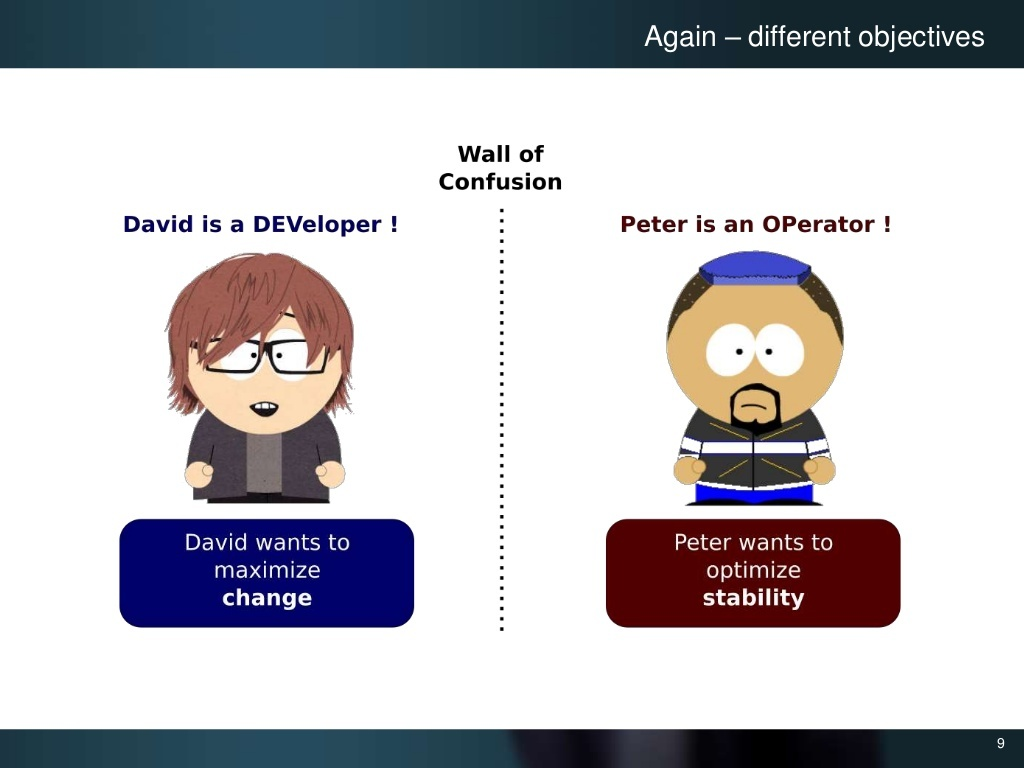 Again – different objectives
Wall of
Confusion
David is a DEVeloper !
Peter is an OPerator !
David wants to
maximize
change
Peter wants to
optimize
stability
9